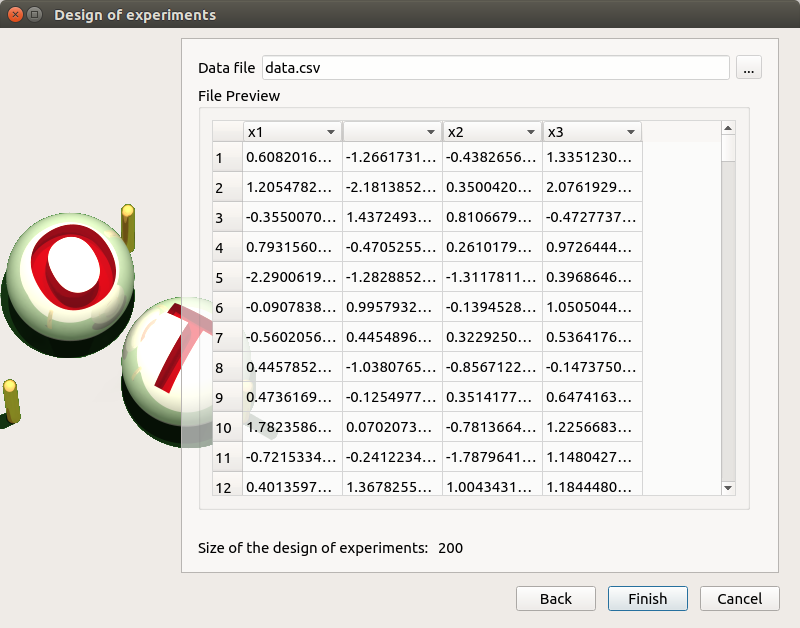 Design of experiments
Data file data.csv ...
File Preview
x1 x2 x3
1 0.6082016... -1.2661731... -0.4382656... 1.3351230...
2 1.2054782... -2.1813852... 0.3500420... 2.0761929...
3 -0.3550070... 1.4372493... 0.8106679... -0.4727737...
4 0.7931560... -0.4705255... 0.2610179... 0.9726444...
5 -2.2900619... -1.2828852... -1.3117811... 0.3968646...
6 -0.0907838... 0.9957932... -0.1394528... 1.0505044...
7 -0.5602056... 0.4454896... 0.3229250... 0.5364176...
8 0.4457852... -1.0380765... -0.8567122... -0.1473750...
9 0.4736169... -0.1254977... 0.3514177... 0.6474163...
10 1.7823586... 0.0702073... -0.7813664... 1.2256683...
11 -0.7215334... -0.2412234... -1.7879641... 1.1480427...
12 0.4013597... 1.3678255... 1.0043431... 1.1844480...
O
T
Size of the design of experiments: 200
Back Finish Cancel